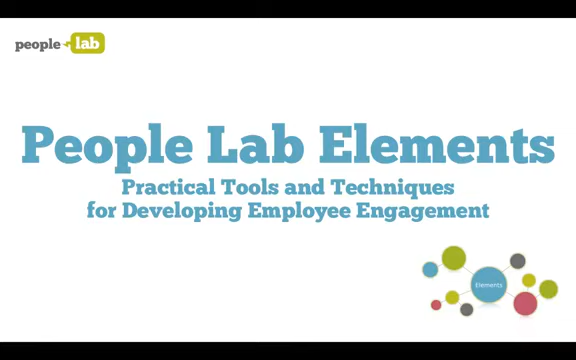 people lab
People Lab Elements
Practical Tools and Techniques
for Developing Employee Engagement
Elements